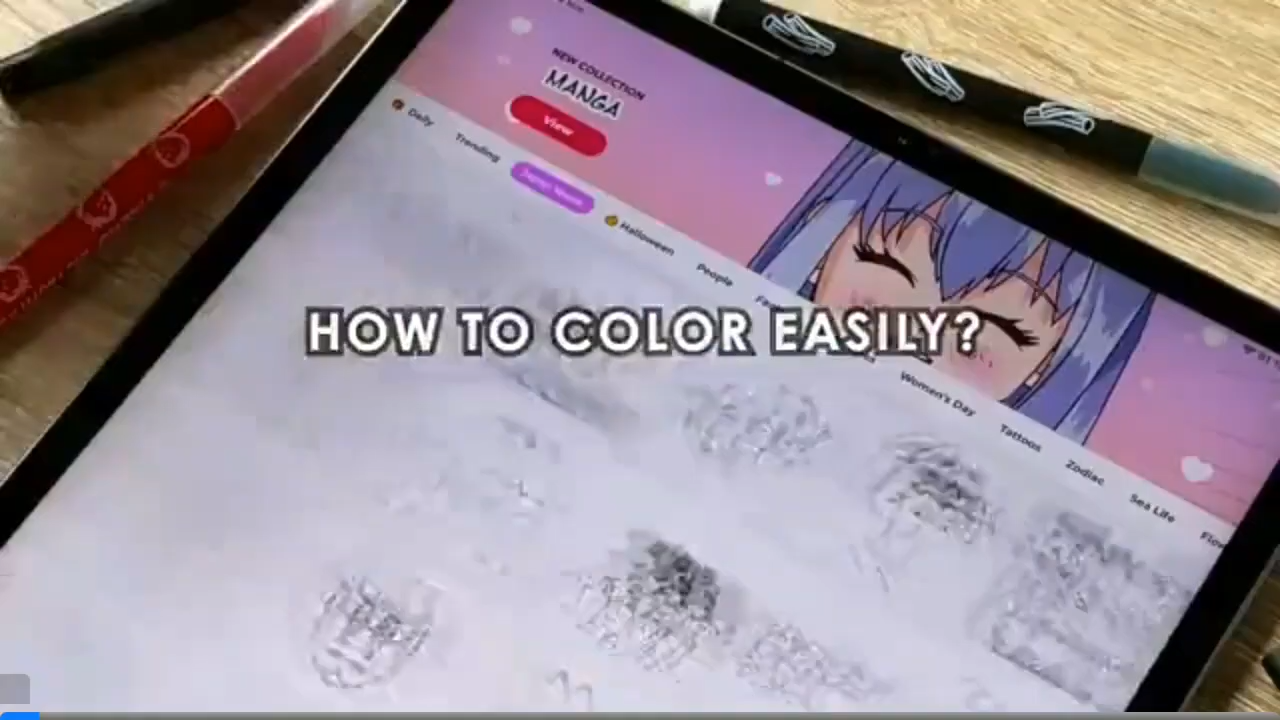 NEW COLLECTION
MANGA
View
Daily
Trending
Halloween
People
HOW TO COLOR EASILY?
Women's Day
Tattoos
Zodiac
Sea Life